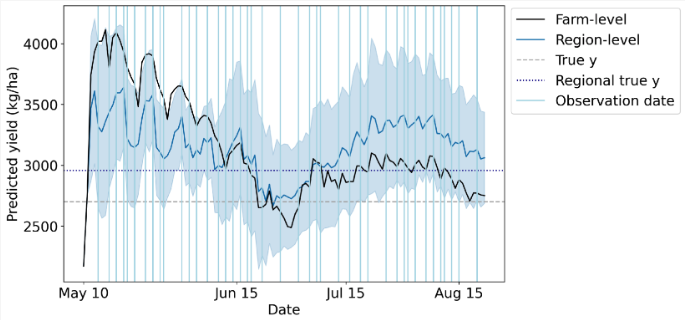 Predicted yield (kg/ha)
4000
3500
3000
2500
May 10
Jun 15
Jul 15
Aug 15
Date
Farm-level
Region-level
True y
Regional true y
Observation date